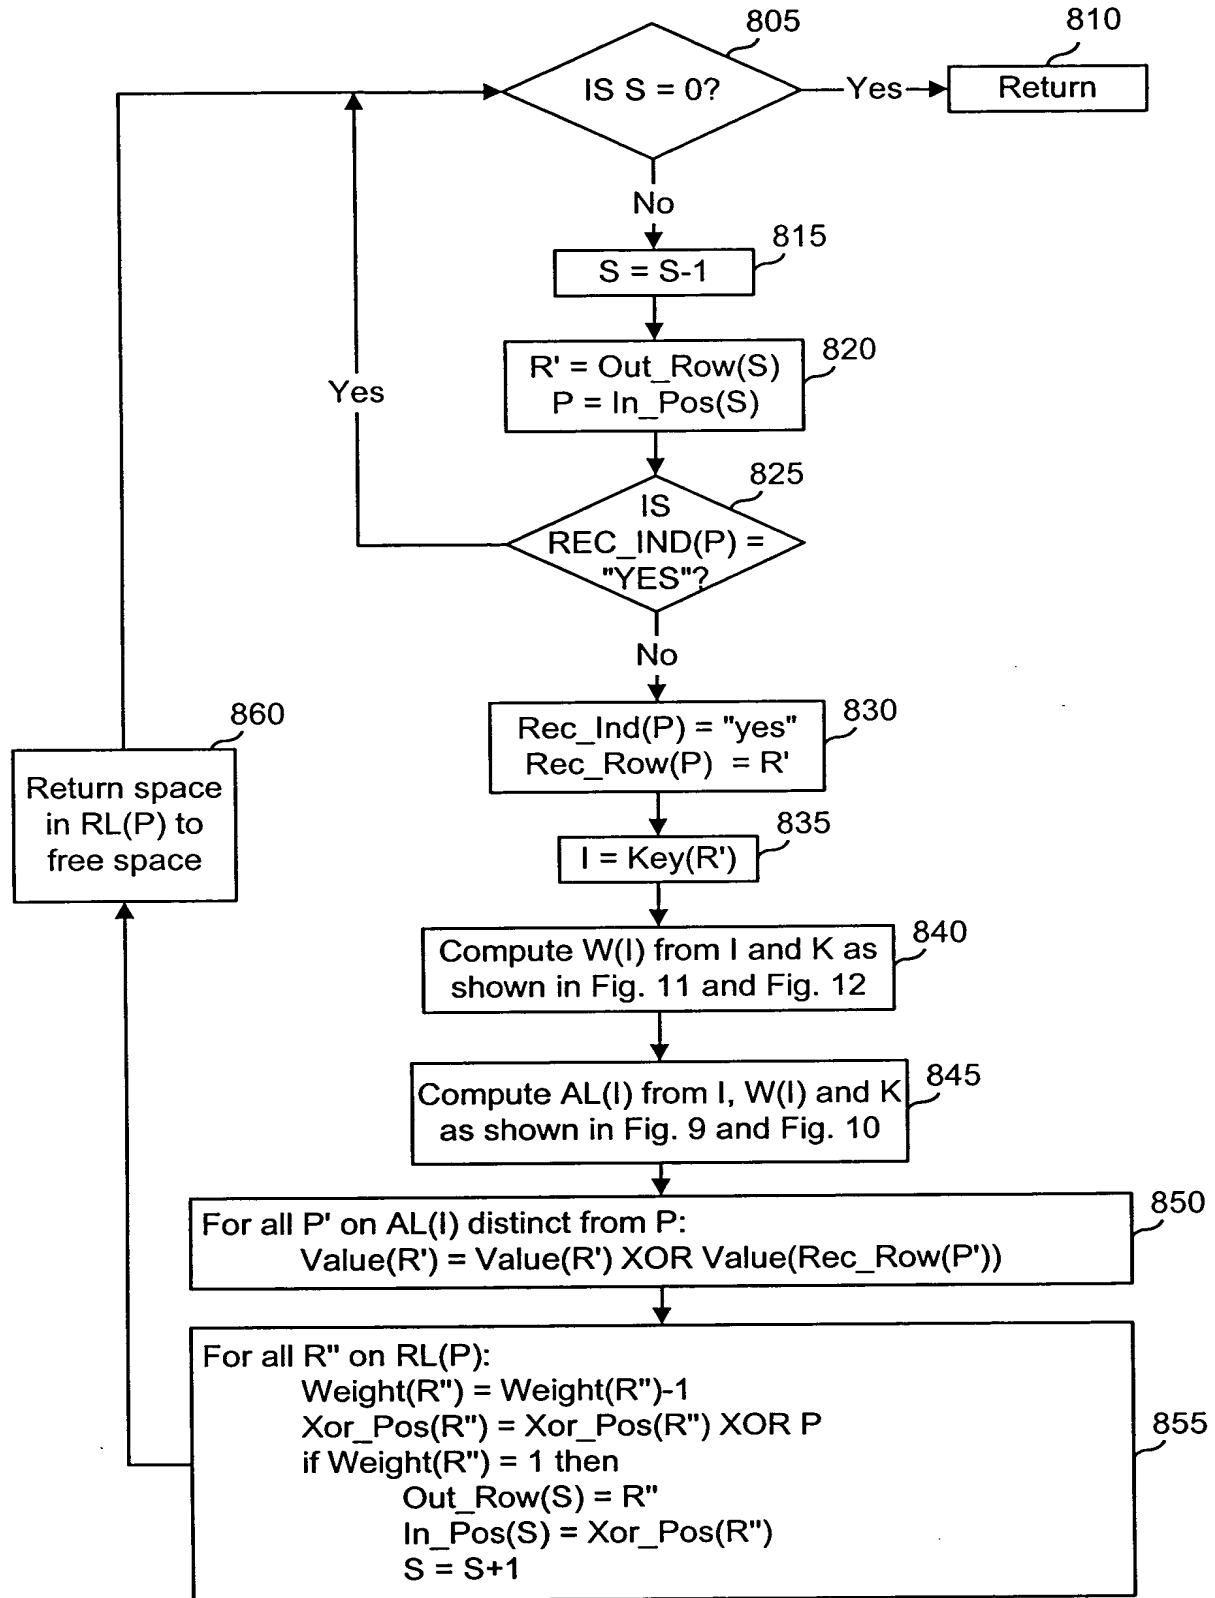 805
810
IS S = 0?
Yes
Return
No
815
S = S-1
820
R' = Out_Row(S)
P = In_Pos(S)
Yes
825
IS
REC_IND(P) =
"YES"?
No
830
Rec_Ind(P) = "yes"
Rec_Row(P) = R'
860
Return space
in RL(P) to
free space
835
I = Key(R')
840
Compute W(I) from I and K as
shown in Fig. 11 and Fig. 12
845
Compute AL(I) from I, W(I) and K
as shown in Fig. 9 and Fig. 10
850
For all P' on AL(I) distinct from P:
Value(R') = Value(R') XOR Value(Rec_Row(P'))
855
For all R" on RL(P):
Weight(R") = Weight(R")-1
Xor_Pos(R") = Xor_Pos(R") XOR P
if Weight(R") = 1 then
Out_Row(S) = R"
In_Pos(S) = Xor_Pos(R")
S = S+1